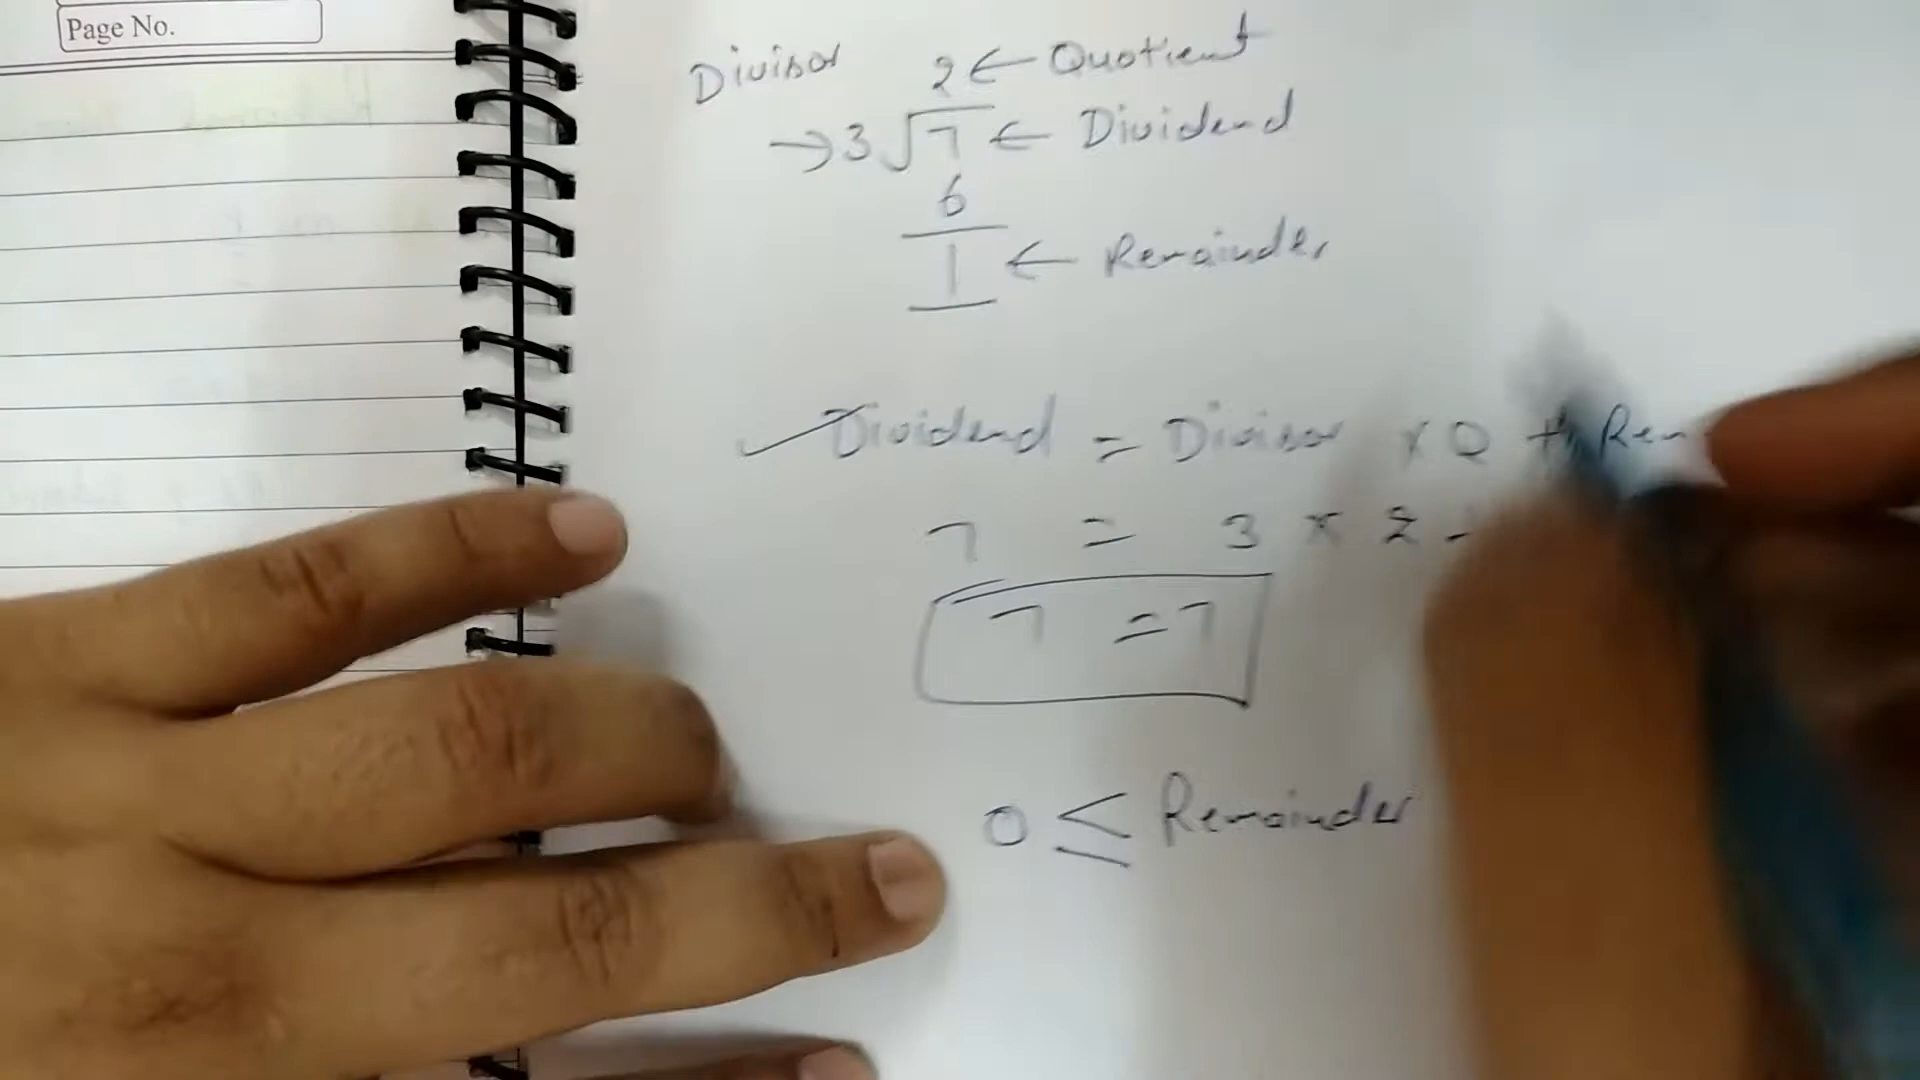 Page No.
Divisor 2 ← Quotient
→ 3 √7 ← Dividend
6
1 ← Remainder
✓ Dividend = Divisor × Q + Rem
7 = 3 × 2
7 = 7
0 ≤ Remainder